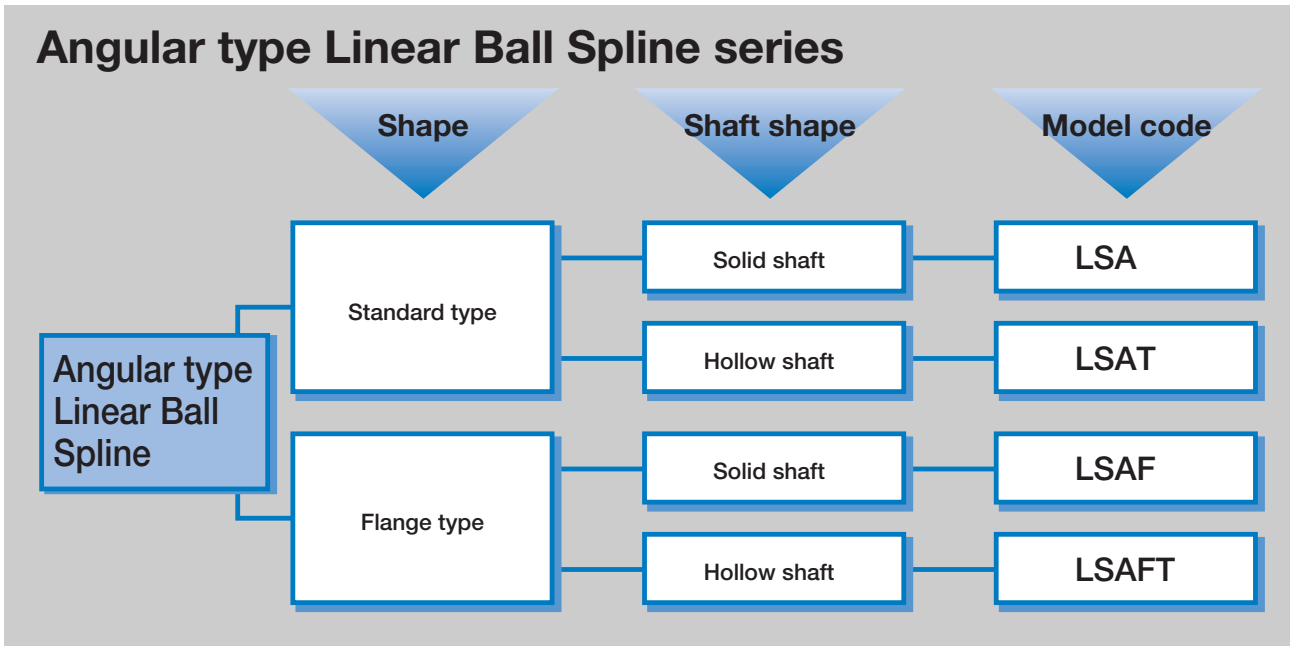 Angular type Linear Ball Spline series
Shape
Shaft shape
Model code
Angular type
Linear Ball
Spline
Standard type
Solid shaft
LSA
Hollow shaft
LSAT
Flange type
Solid shaft
LSAF
Hollow shaft
LSAFT